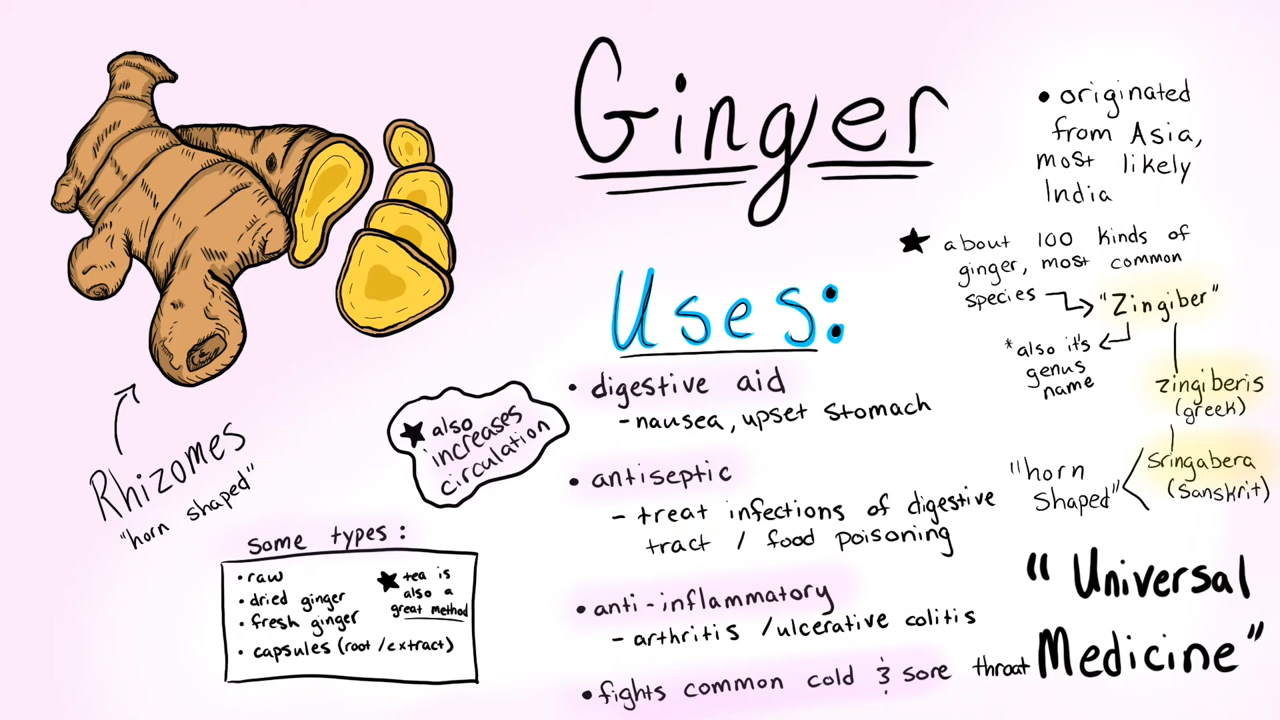 Ginger
• originated
from Asia,
most likely
India
★ about 100 kinds of
ginger, most common
species → "Zingiber"
*also it's
genus
name
zingiberis
(greek)
sringabera
(Sanskrit)
"horn
Shaped"
"Universal
Medicine"
Uses:
• digestive aid
- nausea, upset stomach
• antiseptic
- treat infections of digestive
tract / food poisoning
• anti-inflammatory
- arthritis / ulcerative colitis
• fights common cold & sore throat
★ also
increases
circulation
Rhizomes
"horn shaped"
Some types:
• raw
• dried ginger
• fresh ginger
• capsules (root/extract)
★ tea is
also a
great method